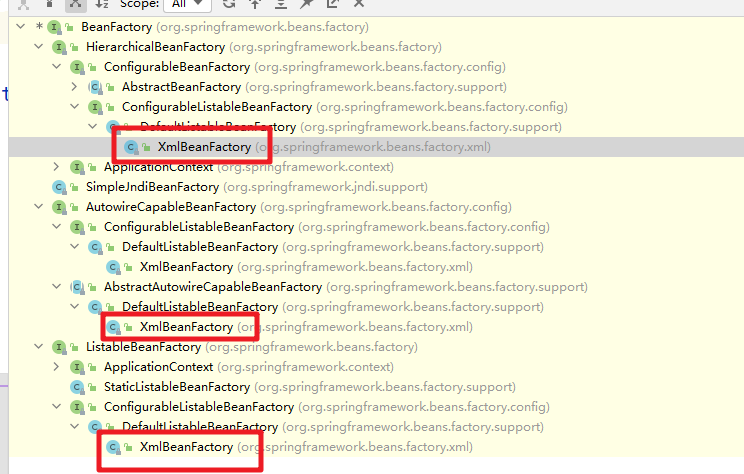 Scope: All
* BeanFactory (org.springframework.beans.factory)
HierarchicalBeanFactory (org.springframework.beans.factory)
ConfigurableBeanFactory (org.springframework.beans.factory.config)
AbstractBeanFactory (org.springframework.beans.factory.support)
ConfigurableListableBeanFactory (org.springframework.beans.factory.config)
DefaultListableBeanFactory (org.springframework.beans.factory.support)
XmlBeanFactory (org.springframework.beans.factory.xml)
ApplicationContext (org.springframework.context)
SimpleJndiBeanFactory (org.springframework.jndi.support)
AutowireCapableBeanFactory (org.springframework.beans.factory.config)
ConfigurableListableBeanFactory (org.springframework.beans.factory.config)
DefaultListableBeanFactory (org.springframework.beans.factory.support)
XmlBeanFactory (org.springframework.beans.factory.xml)
AbstractAutowireCapableBeanFactory (org.springframework.beans.factory.support)
DefaultListableBeanFactory (org.springframework.beans.factory.support)
XmlBeanFactory (org.springframework.beans.factory.xml)
ListableBeanFactory (org.springframework.beans.factory)
ApplicationContext (org.springframework.context)
StaticListableBeanFactory (org.springframework.beans.factory.support)
ConfigurableListableBeanFactory (org.springframework.beans.factory.config)
DefaultListableBeanFactory (org.springframework.beans.factory.support)
XmlBeanFactory (org.springframework.beans.factory.xml)